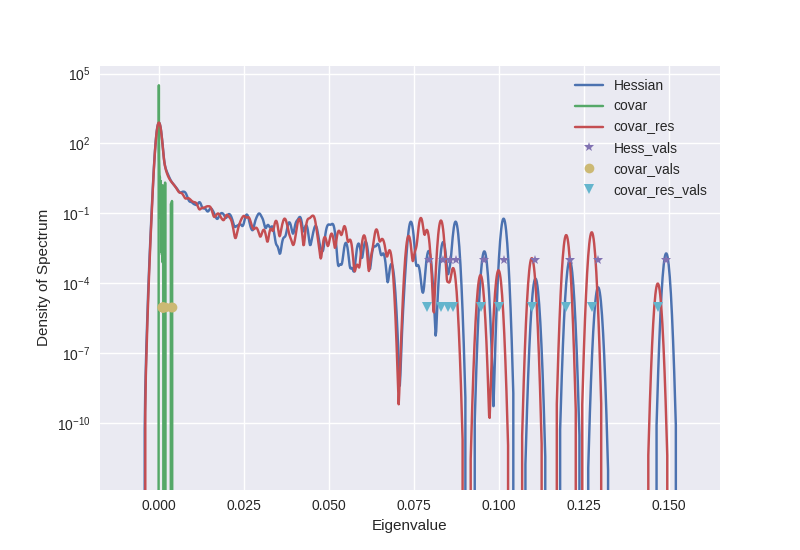 10^5
10^2
10^-1
10^-4
10^-7
10^-10
Density of Spectrum
Hessian
covar
covar_res
Hess_vals
covar_vals
covar_res_vals
0.000 0.025 0.050 0.075 0.100 0.125 0.150
Eigenvalue